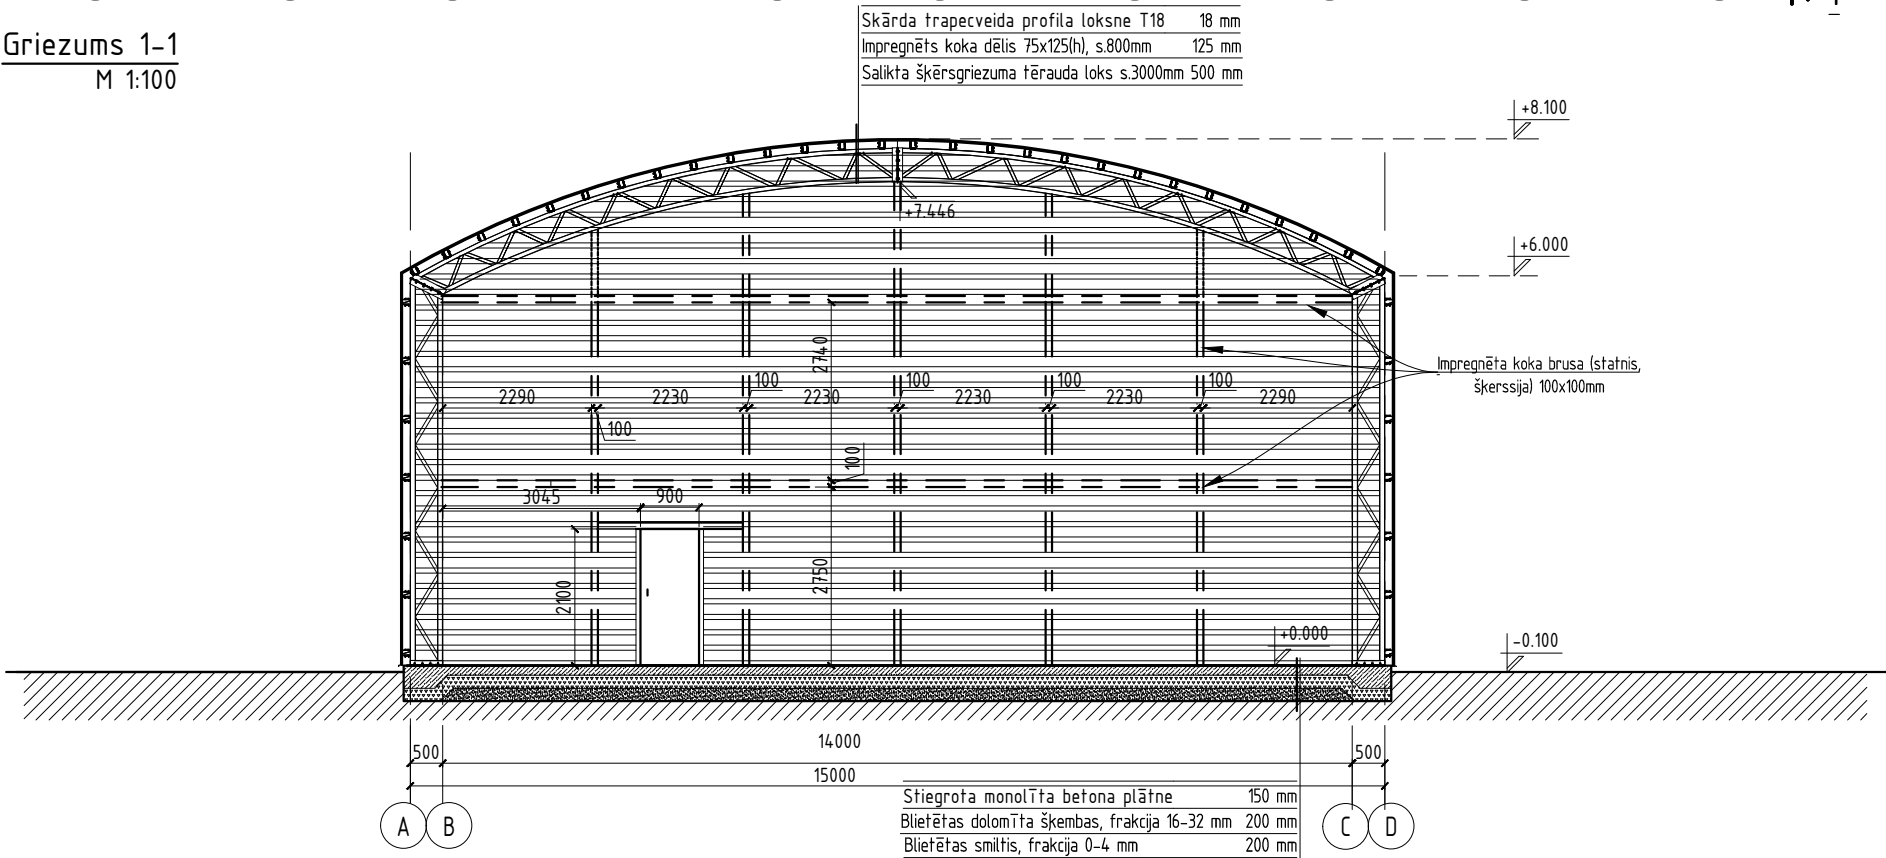 Griezums 1-1
M 1:100
Skārda trapecveida profila loksne T18 18 mm
Impregnēts koka dēlis 75x125(h), s.800mm 125 mm
Salikta šķērsgriezuma tērauda loks s.3000mm 500 mm
+8.100
+7.446
+6.000
2740
Impregnēta koka brusa (statnis,
šķērssija) 100x100mm
100
100
100
100
2290
2230
2230
2230
2230
2290
100
100
3045
900
2100
2750
+0.000
-0.100
500
14000
500
15000
A
B
C
D
Stiegrota monolīta betona plātne 150 mm
Blietētas dolomīta šķembas, frakcija 16-32 mm 200 mm
Blietētas smiltis, frakcija 0-4 mm 200 mm